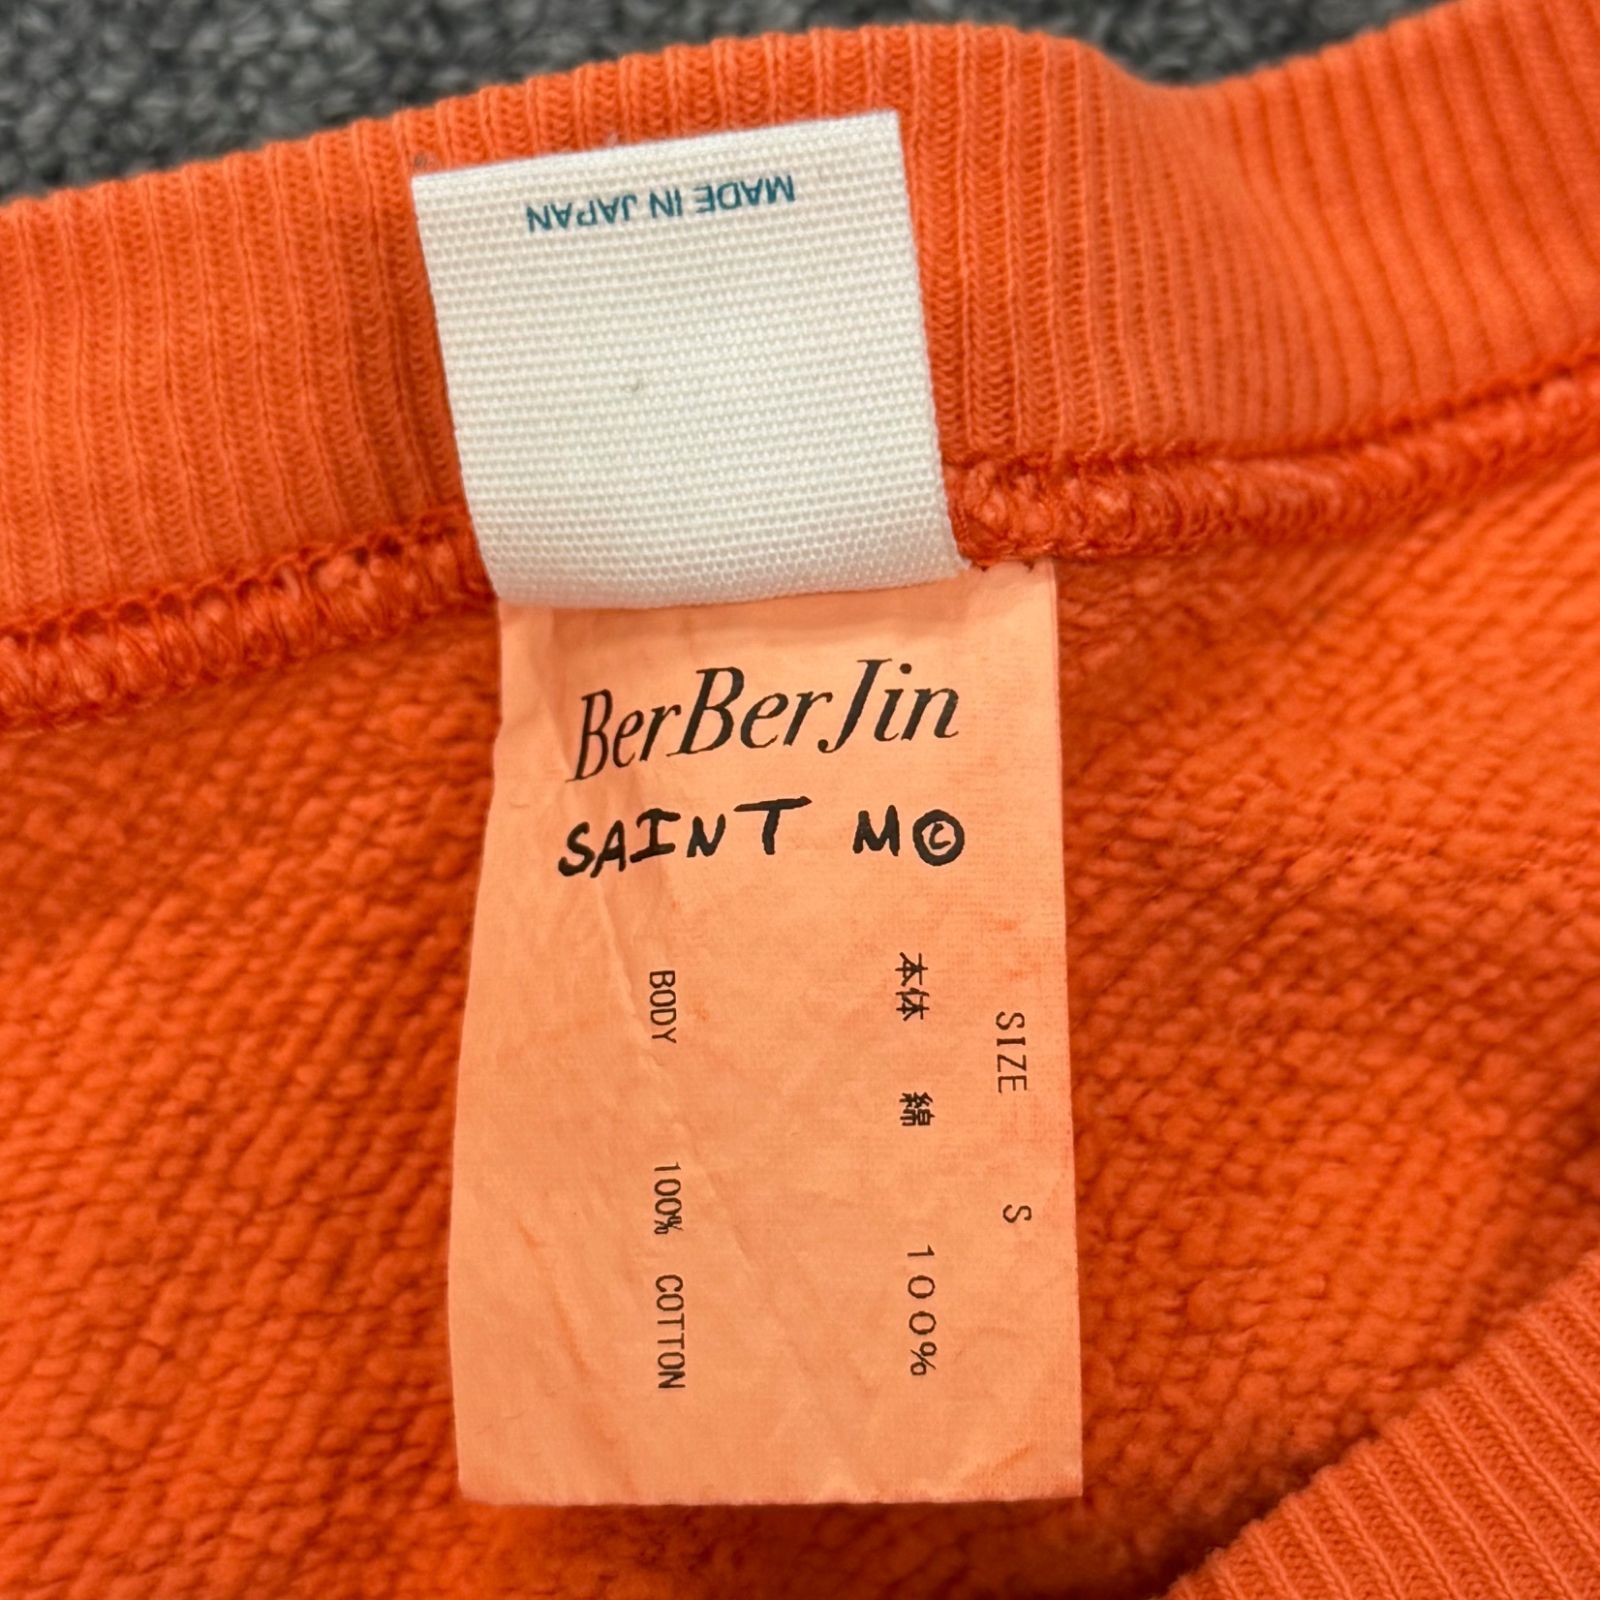 MADE IN JAPAN
BerBerJin
SAINT M©
SIZE S
本体 綿 100%
BODY 100% COTTON